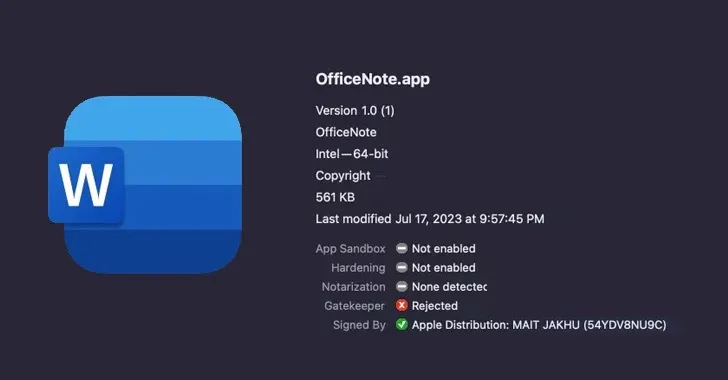 W
OfficeNote.app
Version 1.0 (1)
OfficeNote
Intel—64-bit
Copyright
561 KB
Last modified Jul 17, 2023 at 9:57:45 PM
App Sandbox Not enabled
Hardening Not enabled
Notarization None detected
Gatekeeper Rejected
Signed By Apple Distribution: MAIT JAKHU (54YDV8NU9C)